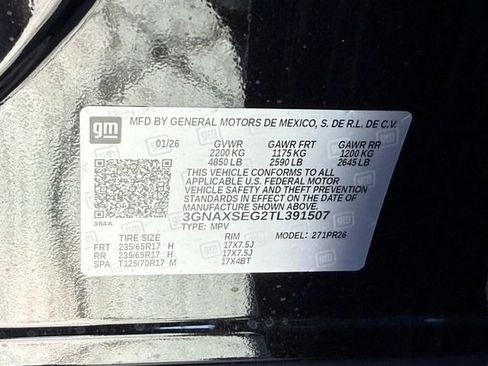 gm
MFD BY GENERAL MOTORS DE MEXICO, S. DE R.L. DE C.V.
01/26 GVWR GAWR FRT GAWR RR
2200 KG 1175 KG 1200 KG
4850 LB 2590 LB 2645 LB
THIS VEHICLE CONFORMS TO ALL
APPLICABLE U.S. FEDERAL MOTOR
VEHICLE SAFETY AND THEFT PREVENTION
STANDARDS IN EFFECT ON THE DATE OF
MANUFACTURE SHOWN ABOVE.
3GNAXSEG2TL391507
384A
TYPE: MPV MODEL: 271PR26
TIRE SIZE RIM
FRT 235/65R17 H 17X7.5J
RR 235/65R17 H 17X7.5J
SPA T125/70R17 M 17X4BT